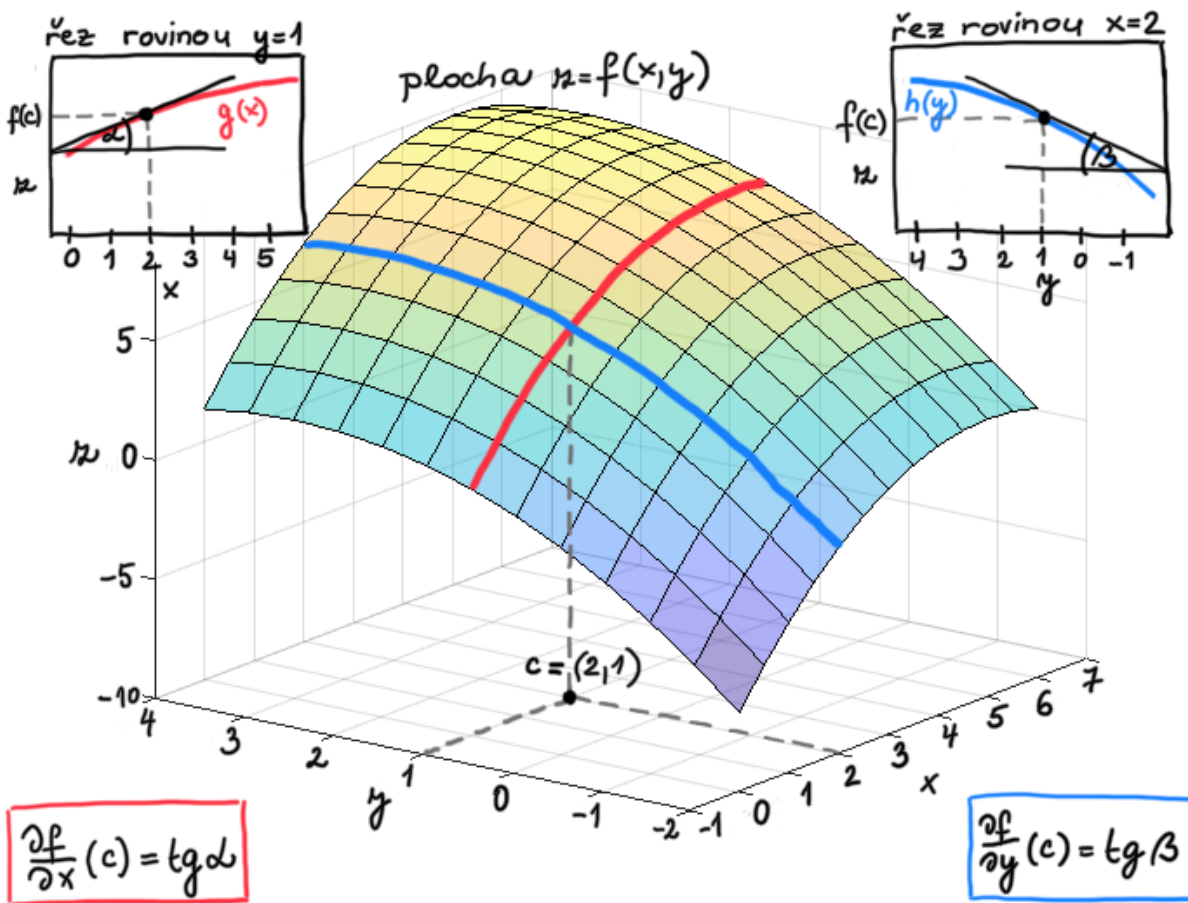 řez rovinou y=1
f(c)
α
g(x)
z
0 1 2 3 4 5
x
plocha z=f(x,y)
řez rovinou x=2
h(y)
f(c)
β
z
4 3 2 1 0 -1
y
5
z 0
-5
-10
c=(2,1)
4 3 2 1 0 -1 -2
y
-1 0 1 2 3 4 5 6 7
x
∂f/∂x (c) = tg α
∂f/∂y (c) = tg β